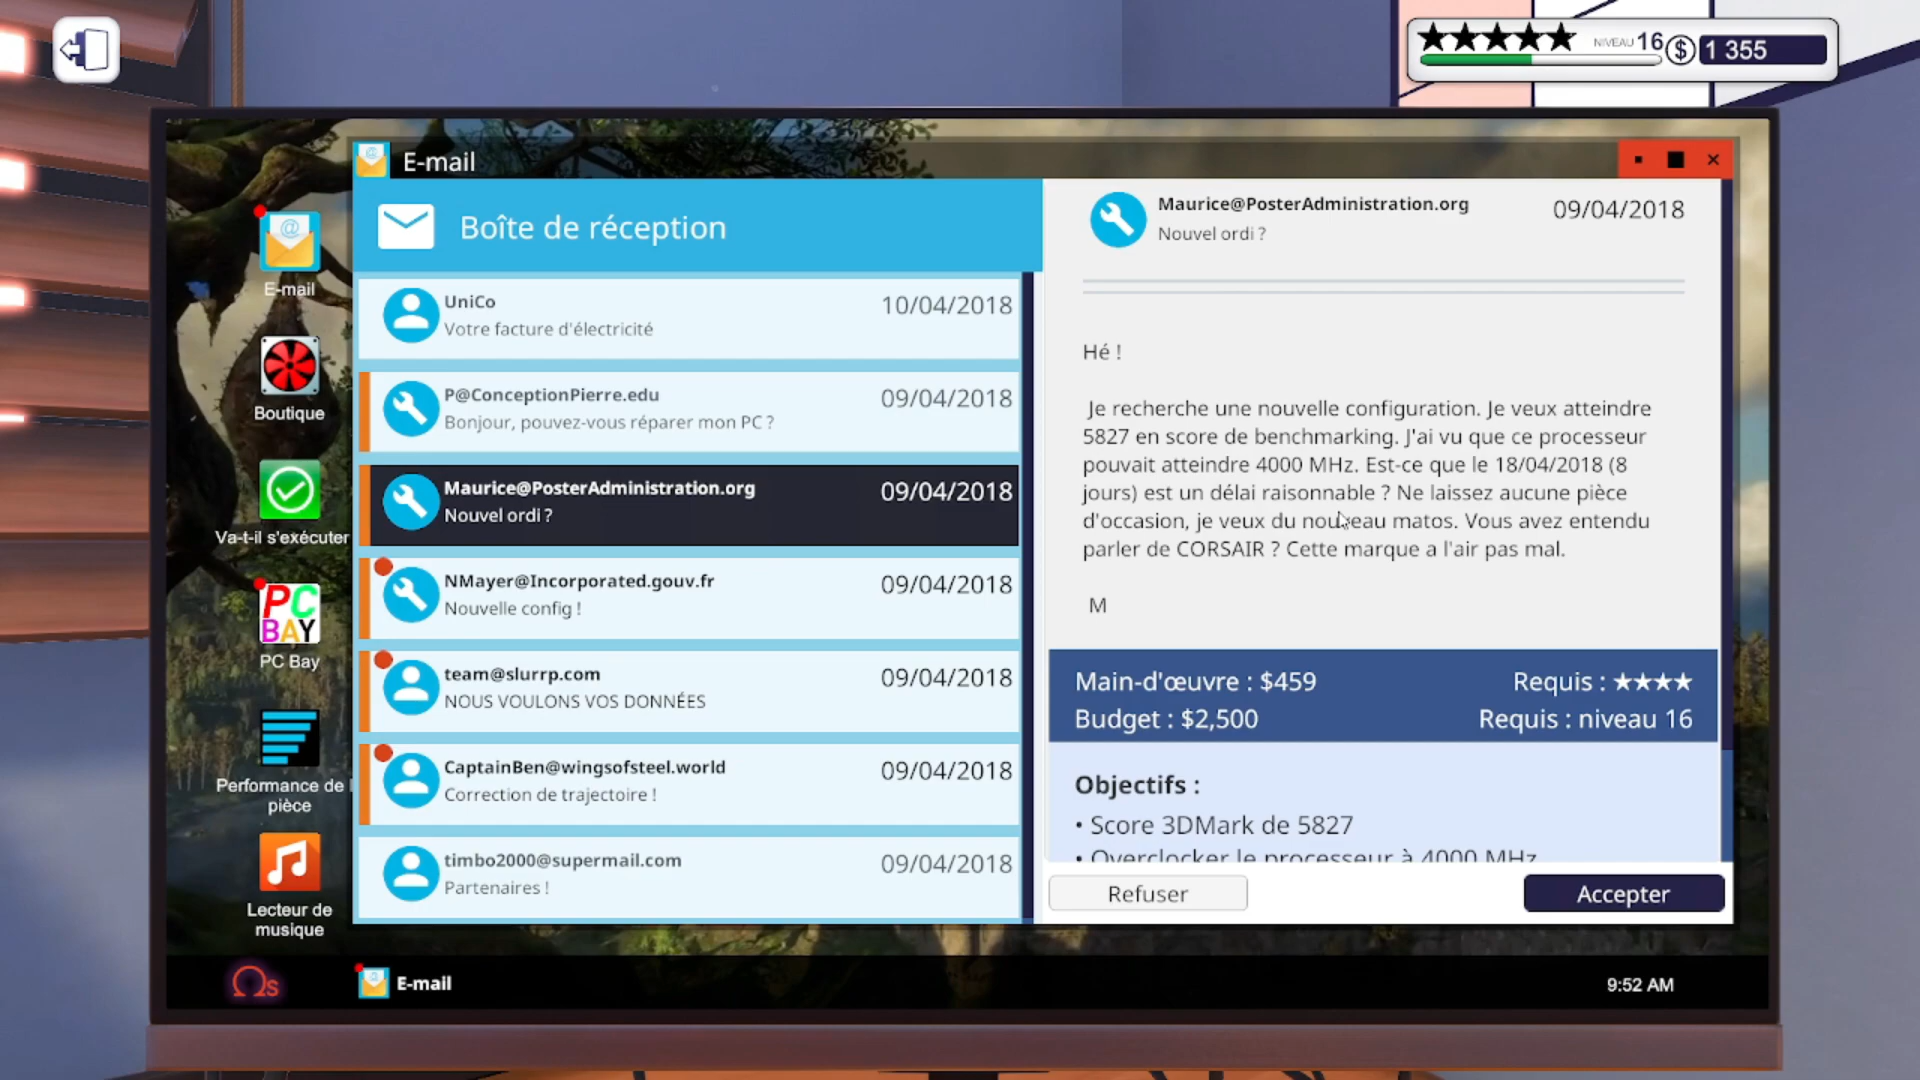 NIVEAU 16
$ 1 355
E-mail
Boîte de réception
UniCo
10/04/2018
Votre facture d'électricité
P@ConceptionPierre.edu
09/04/2018
Bonjour, pouvez-vous réparer mon PC ?
Maurice@PosterAdministration.org
09/04/2018
Nouvel ordi ?
NMayer@Incorporated.gouv.fr
09/04/2018
Nouvelle config !
team@slurrp.com
09/04/2018
NOUS VOULONS VOS DONNÉES
CaptainBen@wingsofsteel.world
09/04/2018
Correction de trajectoire !
timbo2000@supermail.com
09/04/2018
Partenaires !
Maurice@PosterAdministration.org
09/04/2018
Nouvel ordi ?
Hé !
Je recherche une nouvelle configuration. Je veux atteindre
5827 en score de benchmarking. J'ai vu que ce processeur
pouvait atteindre 4000 MHz. Est-ce que le 18/04/2018 (8
jours) est un délai raisonnable ? Ne laissez aucune pièce
d'occasion, je veux du nouveau matos. Vous avez entendu
parler de CORSAIR ? Cette marque a l'air pas mal.
M
Main-d'œuvre : $459
Requis : ★★★★
Budget : $2,500
Requis : niveau 16
Objectifs :
• Score 3DMark de 5827
• Overclocker le processeur à 4000 MHz
Refuser
Accepter
E-mail
Boutique
Va-t-il s'exécuter
PC
BAY
PC Bay
Performance de l
pièce
Lecteur de
musique
Ωs
E-mail
9:52 AM